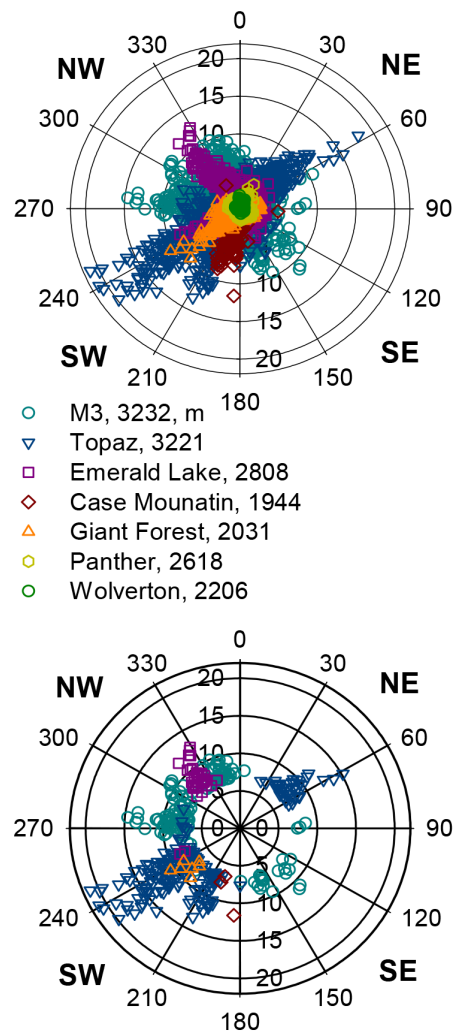 0
330 30
NW NE
20
15
300 10 60
270 90
10
240 15 120
SW 20 SE
210 150
180
M3, 3232, m
Topaz, 3221
Emerald Lake, 2808
Case Mounatin, 1944
Giant Forest, 2031
Panther, 2618
Wolverton, 2206
0
330 30
NW NE
20
15
300 10 60
5
270 0 90
5
10
240 15 120
SW 20 SE
210 150
180